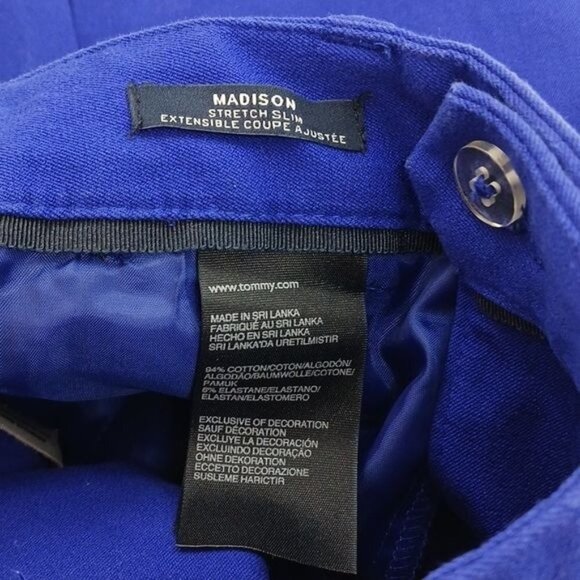 MADISON
STRETCH SLIM
EXTENSIBLE COUPE AJUSTÉE
www.tommy.com
MADE IN SRI LANKA
FABRIQUÉ AU SRI LANKA
HECHO EN SRI LANKA
SRI LANKA'DA URETILMISTIR
94% COTTON/COTON/ALGODÓN/
ALGODÃO/BAUMWOLLE/COTONE/
PAMUK
6% ELASTANE/ELASTANO/
ELASTAN/ELASTOMERO
EXCLUSIVE OF DECORATION
SAUF DÉCORATION
EXCLUYE LA DECORACIÓN
EXCLUINDO DECORAÇÃO
OHNE DEKORATION
ECCETTO DECORAZIONE
SUSLEME HARICTIR